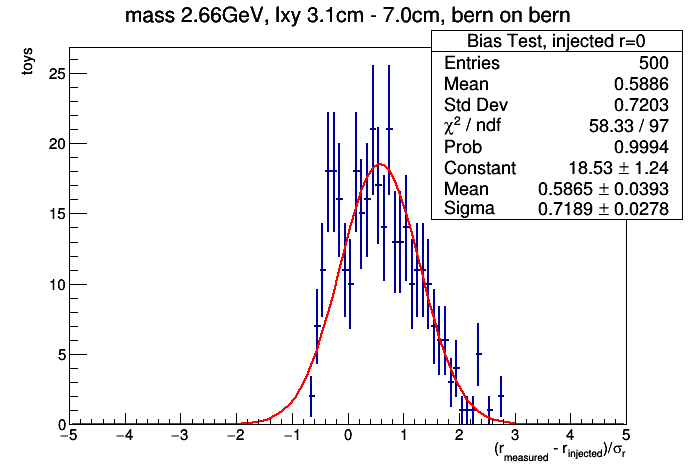 mass 2.66GeV, lxy 3.1cm - 7.0cm, bern on bern
Bias Test, injected r=0
Entries 500
Mean 0.5886
Std Dev 0.7203
χ² / ndf 58.33 / 97
Prob 0.9994
Constant 18.53 ± 1.24
Mean 0.5865 ± 0.0393
Sigma 0.7189 ± 0.0278
toys
25
20
15
10
5
0
−5 −4 −3 −2 −1 0 1 2 3 4 5
(r_measured - r_injected)/σ_r